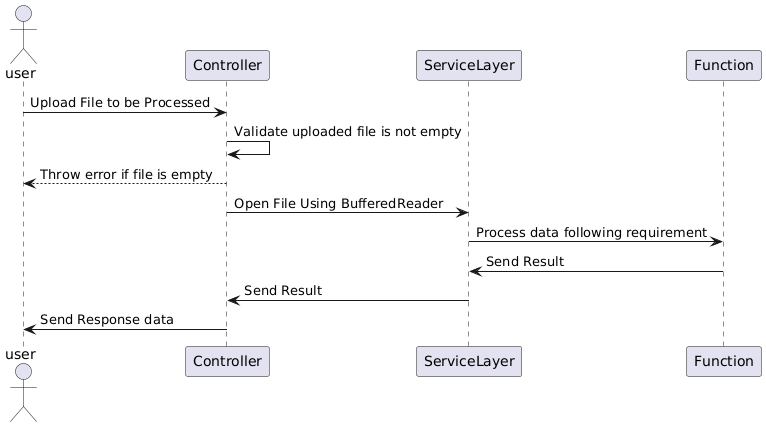 user
Controller
ServiceLayer
Function
Upload File to be Processed
Validate uploaded file is not empty
Throw error if file is empty
Open File Using BufferedReader
Process data following requirement
Send Result
Send Result
Send Response data
user
Controller
ServiceLayer
Function